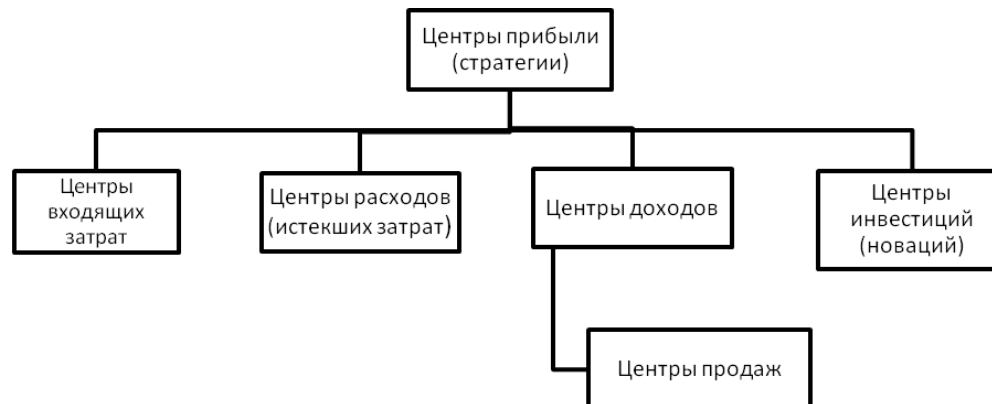 Центры прибыли
(стратегии)
Центры
входящих
затрат
Центры расходов
(истекших затрат)
Центры доходов
Центры
инвестиций
(новаций)
Центры продаж